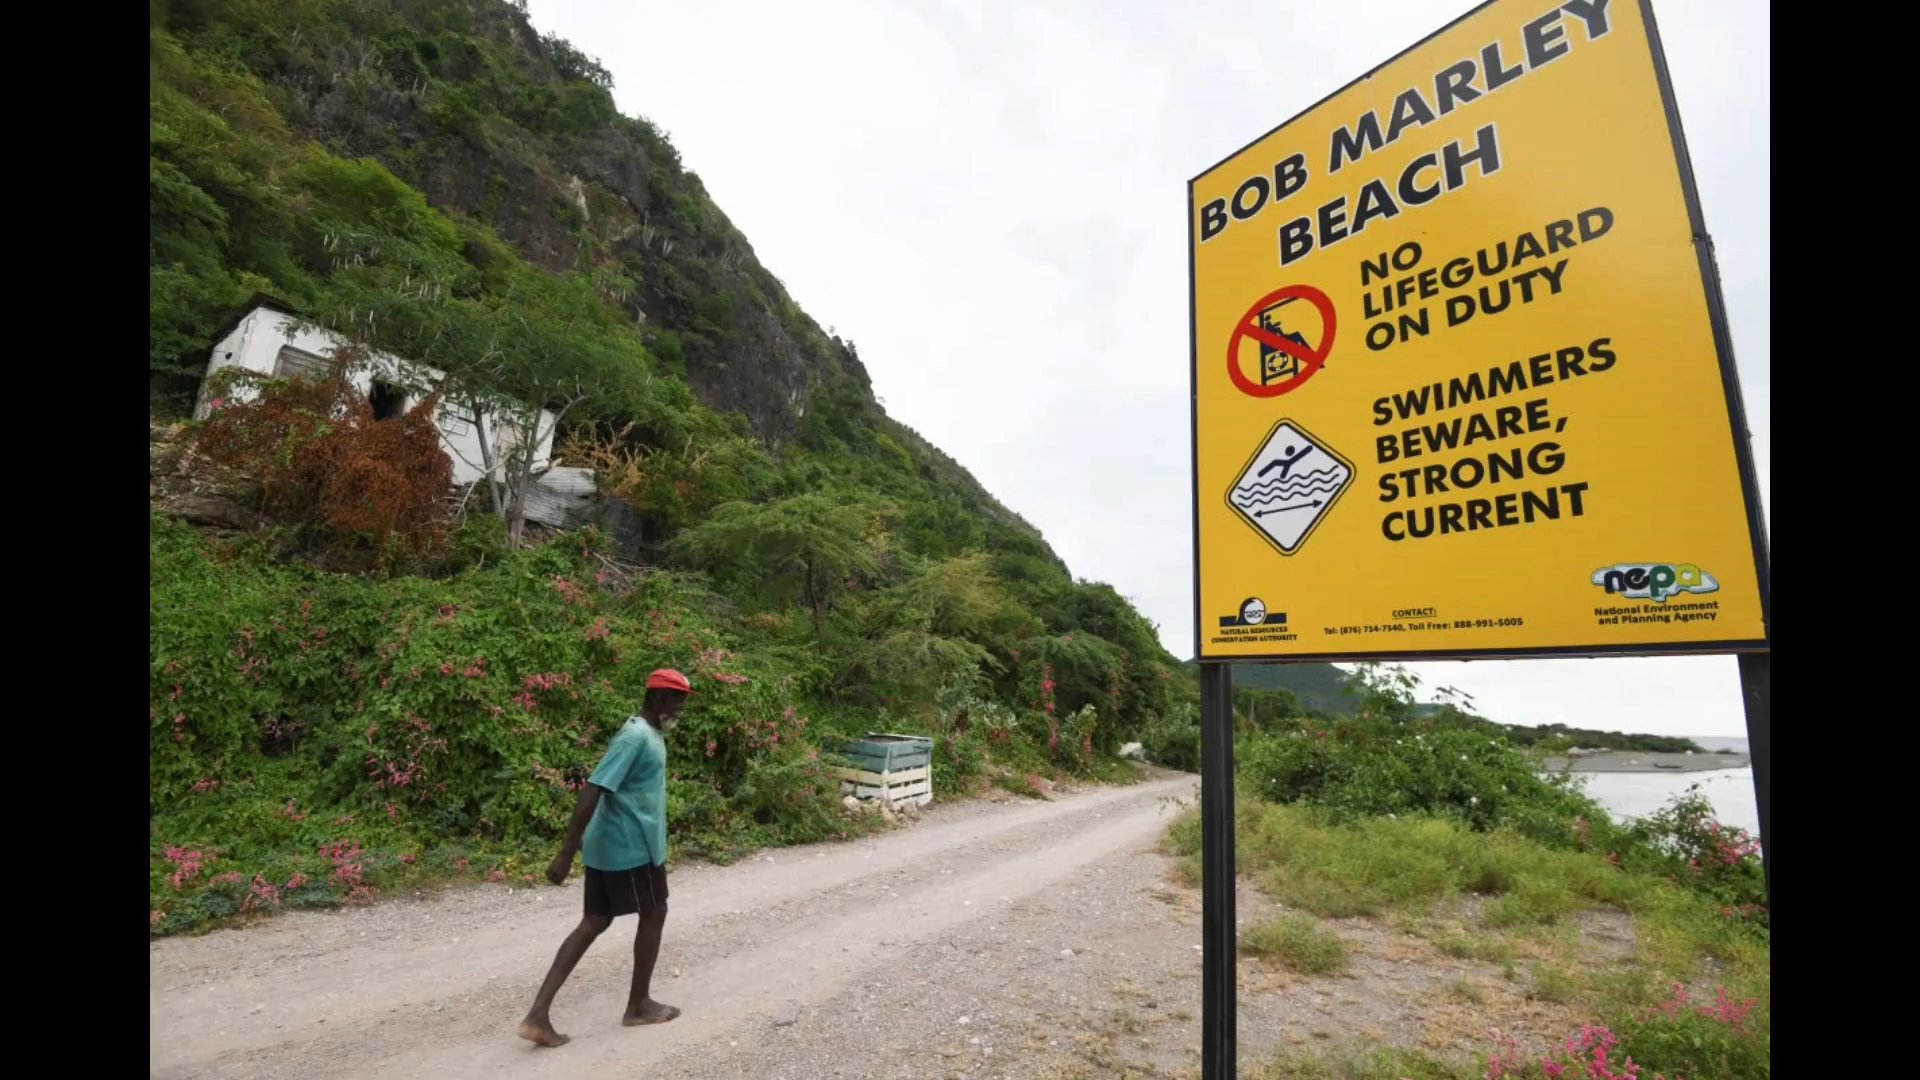 BOB MARLEY
BEACH
NO
LIFEGUARD
ON DUTY
SWIMMERS
BEWARE,
STRONG
CURRENT
NATURAL RESOURCES
CONSERVATION AUTHORITY
CONTACT:
Tel: (876) 754-7540, Toll Free: 888-991-5005
nepa
National Environment
and Planning Agency